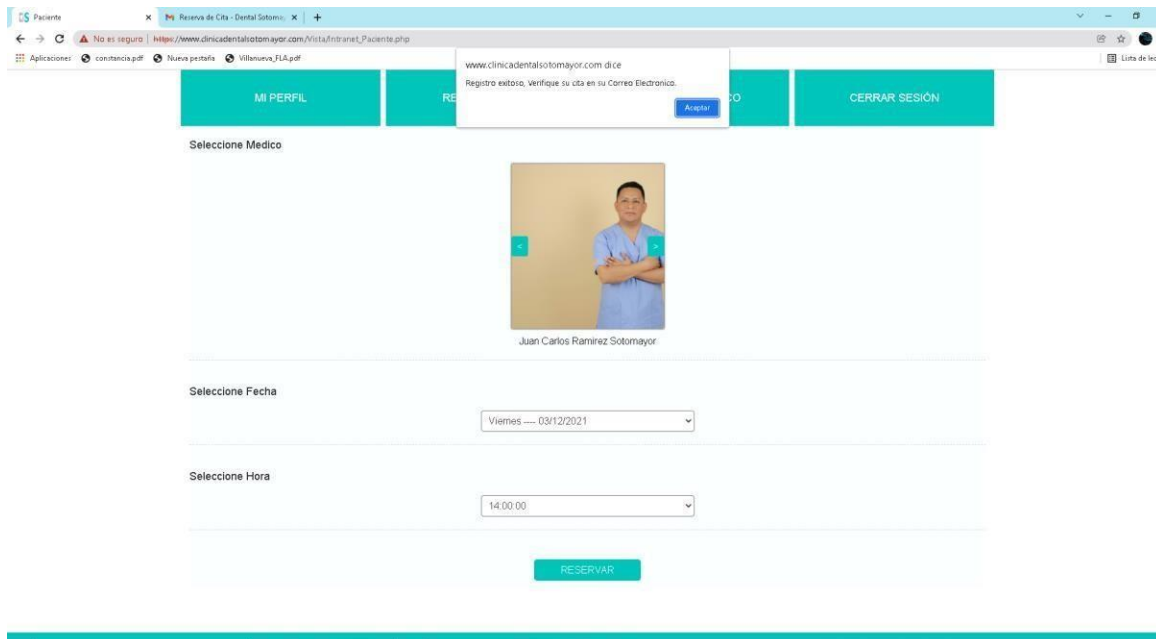 DS Paciente
Reserva de Cita - Dental Sotomo
No es seguro | https://www.clinicadentalsotomayor.com/Vista/Intranet_Paciente.php
Aplicaciones constancia.pdf Nueva pestaña Villanueva_FLA.pdf Lista de lec
www.clinicadentalsotomayor.com dice
Registro exitoso, Verifique su cita en su Correo Electronico.
Aceptar
MI PERFIL RE CO CERRAR SESIÓN
Seleccione Medico
< >
Juan Carlos Ramirez Sotomayor
Seleccione Fecha
Viernes ---- 03/12/2021
Seleccione Hora
14:00:00
RESERVAR